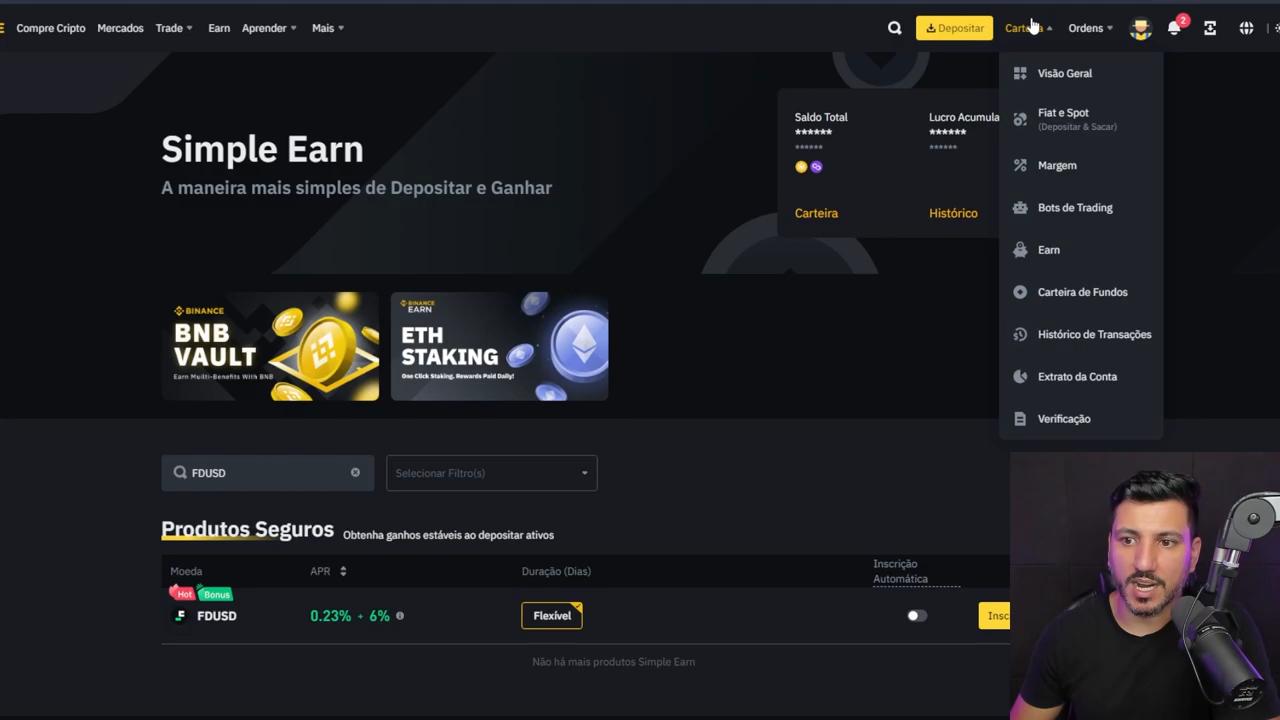 Compre Cripto Mercados Trade Earn Aprender Mais
Depositar
Ordens
2
Simple Earn
A maneira mais simples de Depositar e Ganhar
Saldo Total
******
******
Carteira
Lucro Acumula
******
Histórico
Visão Geral
Fiat e Spot
(Depositar & Sacar)
Margem
Bots de Trading
Earn
Carteira de Fundos
Histórico de Transações
Extrato da Conta
Verificação
BINANCE
BNB
VAULT
Earn Multi-Benefits With BNB
BINANCE
EARN
ETH
STAKING
One Click Staking, Rewards Paid Daily!
FDUSD
Selecionar Filtro(s)
Produtos Seguros Obtenha ganhos estáveis ao depositar ativos
Moeda APR Duração (Dias) Inscrição
Automática
Hot Bonus
FDUSD 0.23% + 6% Flexível Insc
Não há mais produtos Simple Earn